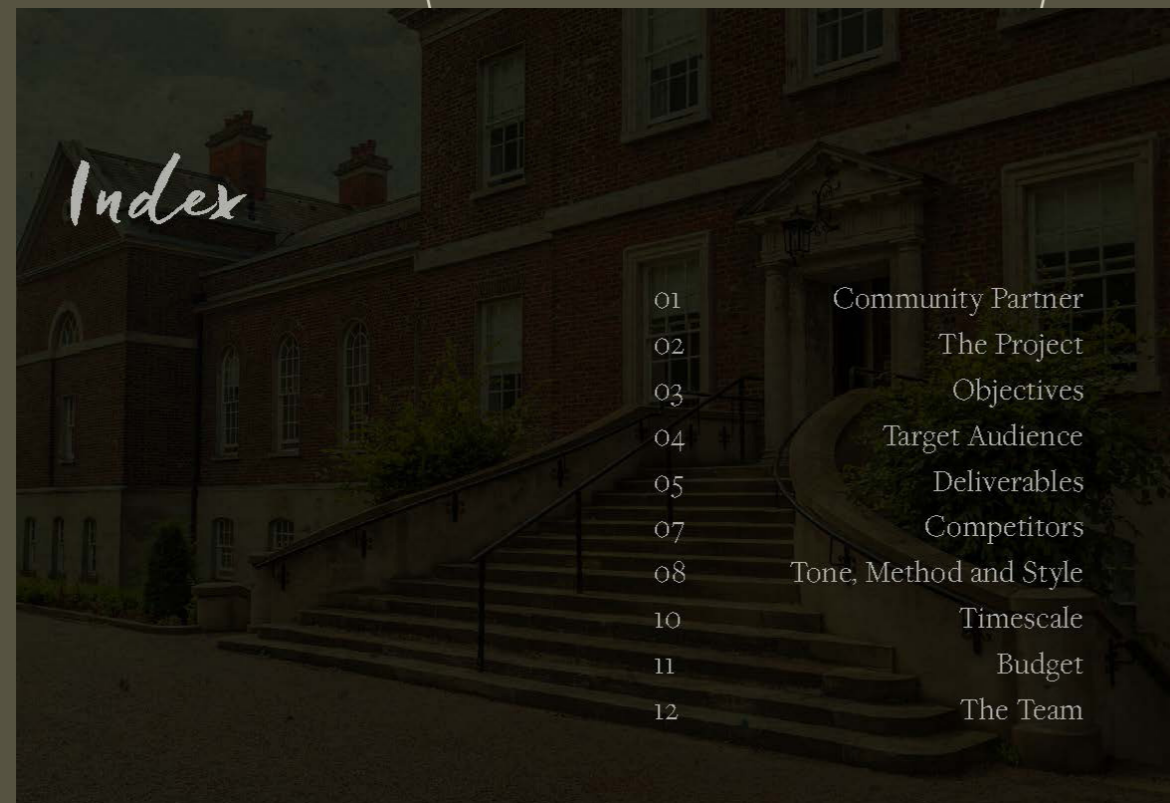 Index
01 Community Partner
02 The Project
03 Objectives
04 Target Audience
05 Deliverables
07 Competitors
08 Tone, Method and Style
10 Timescale
11 Budget
12 The Team